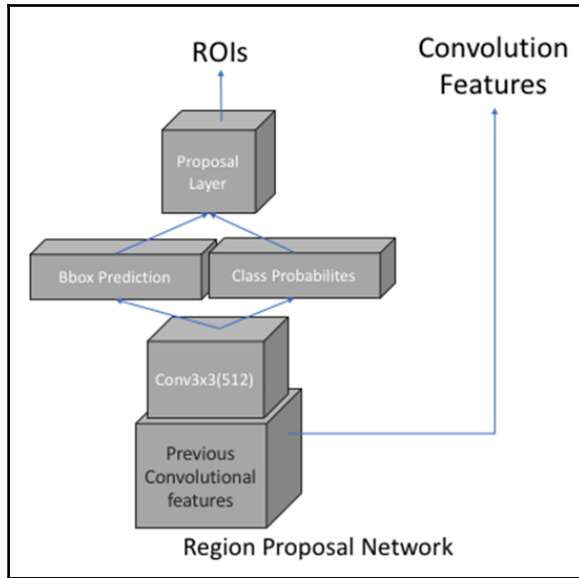 ROIs
Convolution
Features
Proposal
Layer
Bbox Prediction
Class Probabilites
Conv3x3(512)
Previous
Convolutional
features
Region Proposal Network